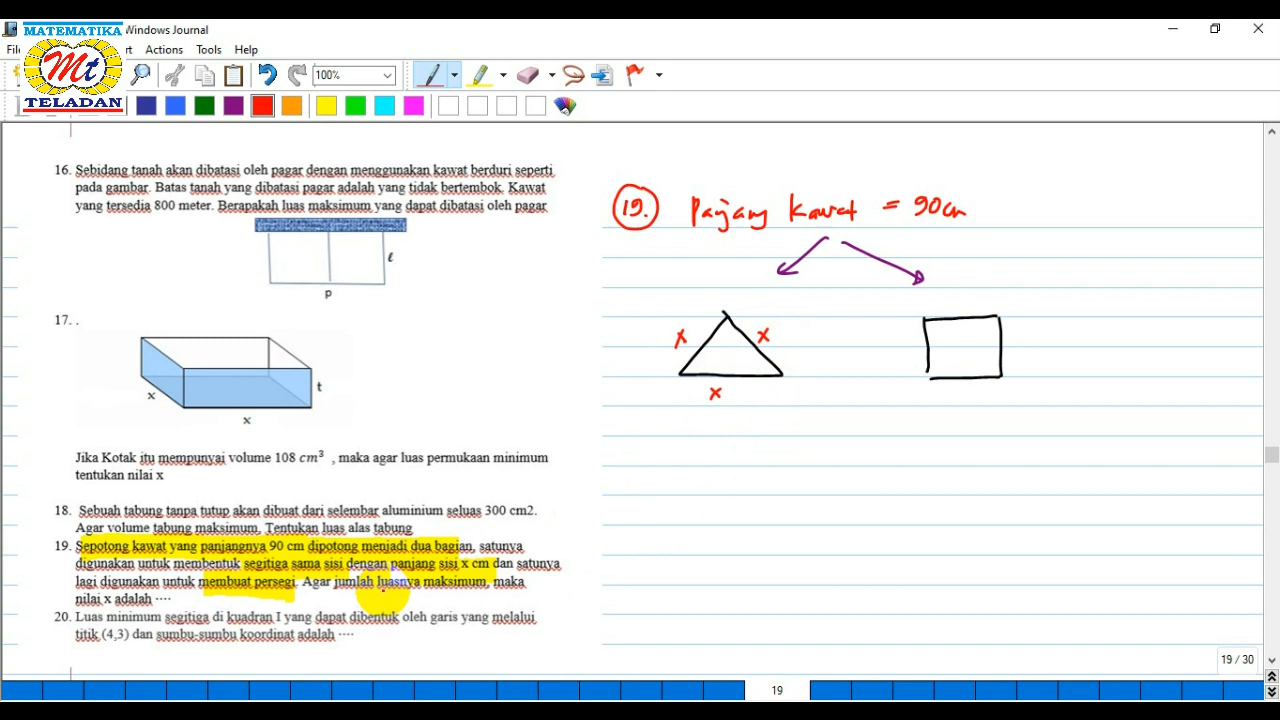 MATEMATIKA
Mt
TELADAN
Windows Journal
Actions Tools Help
100%
16. Sebidang tanah akan dibatasi oleh pagar dengan menggunakan kawat berduri seperti
pada gambar. Batas tanah yang dibatasi pagar adalah yang tidak bertembok. Kawat
yang tersedia 800 meter. Berapakah luas maksimum yang dapat dibatasi oleh pagar
ℓ
p
17. .
t
x
x
Jika Kotak itu mempunyai volume 108 cm³ , maka agar luas permukaan minimum
tentukan nilai x
18. Sebuah tabung tanpa tutup akan dibuat dari selembar aluminium seluas 300 cm2.
Agar volume tabung maksimum, Tentukan luas alas tabung
19. Sepotong kawat yang panjangnya 90 cm dipotong menjadi dua bagian, satunya
digunakan untuk membentuk segitiga sama sisi dengan panjang sisi x cm dan satunya
lagi digunakan untuk membuat persegi. Agar jumlah luasnya maksimum, maka
nilai x adalah ....
20. Luas minimum segitiga di kuadran I yang dapat dibentuk oleh garis yang melalui
titik (4,3) dan sumbu-sumbu koordinat adalah ....
19. Panjang kawat = 90cm
x x
x
19 / 30
19